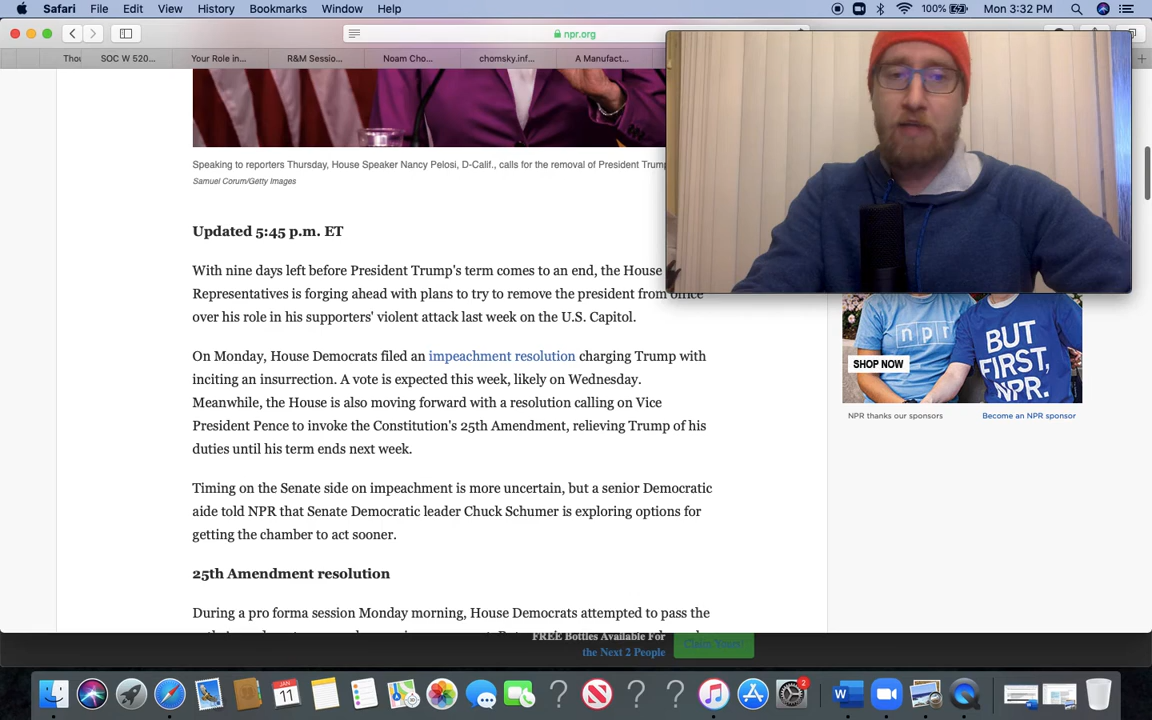 Safari File Edit View History Bookmarks Window Help 100% Mon 3:32 PM
npr.org
Thou SOC W 520... Your Role in... R&M Sessio... Noam Cho... chomsky.inf... A Manufact...
Speaking to reporters Thursday, House Speaker Nancy Pelosi, D-Calif., calls for the removal of President Trump
Samuel Corum/Getty Images
Updated 5:45 p.m. ET
With nine days left before President Trump's term comes to an end, the House
Representatives is forging ahead with plans to try to remove the president from office
over his role in his supporters' violent attack last week on the U.S. Capitol.
On Monday, House Democrats filed an impeachment resolution charging Trump with
inciting an insurrection. A vote is expected this week, likely on Wednesday.
Meanwhile, the House is also moving forward with a resolution calling on Vice
President Pence to invoke the Constitution's 25th Amendment, relieving Trump of his
duties until his term ends next week.
Timing on the Senate side on impeachment is more uncertain, but a senior Democratic
aide told NPR that Senate Democratic leader Chuck Schumer is exploring options for
getting the chamber to act sooner.
25th Amendment resolution
During a pro forma session Monday morning, House Democrats attempted to pass the
npr
BUT
FIRST,
NPR.
SHOP NOW
NPR thanks our sponsors Become an NPR sponsor
FREE Bottles Available For
the Next 2 People
JAN
11
2